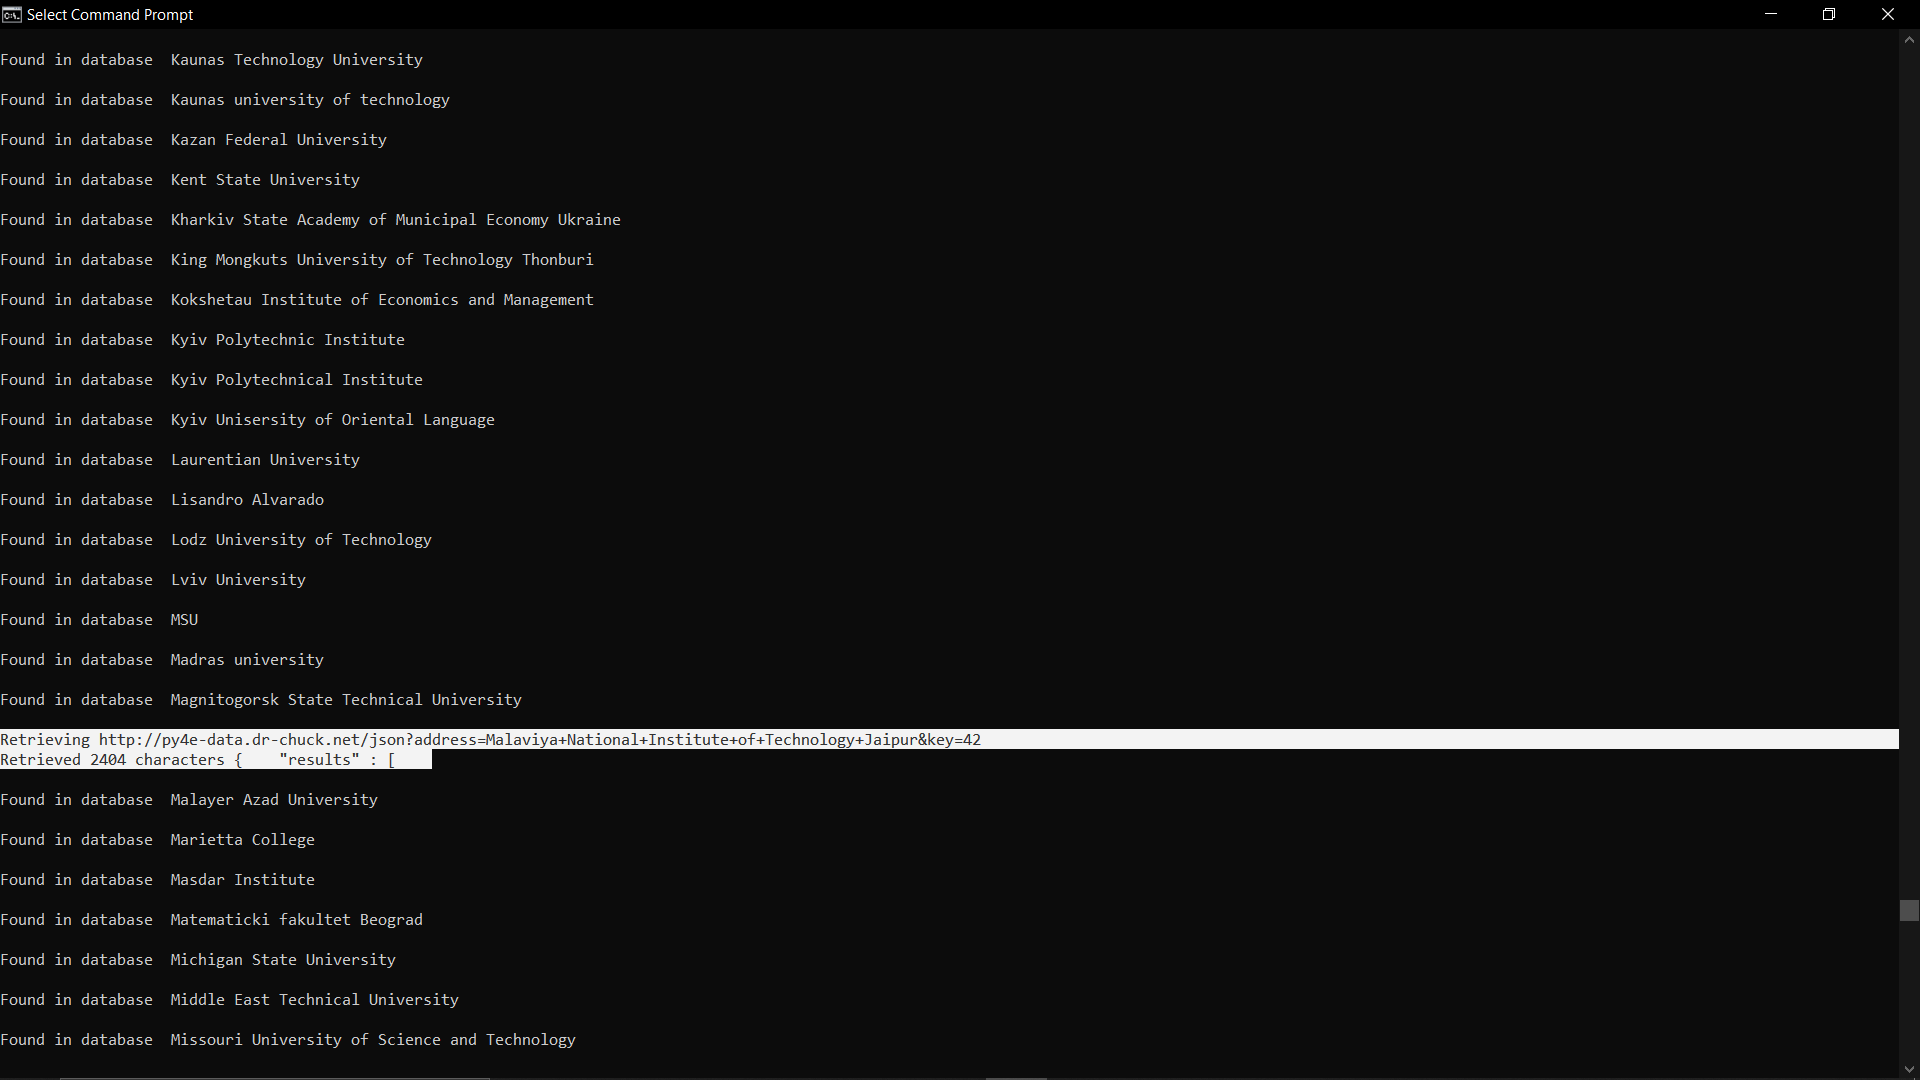 Select Command Prompt
Found in database  Kaunas Technology University
Found in database  Kaunas university of technology
Found in database  Kazan Federal University
Found in database  Kent State University
Found in database  Kharkiv State Academy of Municipal Economy Ukraine
Found in database  King Mongkuts University of Technology Thonburi
Found in database  Kokshetau Institute of Economics and Management
Found in database  Kyiv Polytechnic Institute
Found in database  Kyiv Polytechnical Institute
Found in database  Kyiv Unisersity of Oriental Language
Found in database  Laurentian University
Found in database  Lisandro Alvarado
Found in database  Lodz University of Technology
Found in database  Lviv University
Found in database  MSU
Found in database  Madras university
Found in database  Magnitogorsk State Technical University
Retrieving http://py4e-data.dr-chuck.net/json?address=Malaviya+National+Institute+of+Technology+Jaipur&key=42
Retrieved 2404 characters {    "results" : [
Found in database  Malayer Azad University
Found in database  Marietta College
Found in database  Masdar Institute
Found in database  Matematicki fakultet Beograd
Found in database  Michigan State University
Found in database  Middle East Technical University
Found in database  Missouri University of Science and Technology